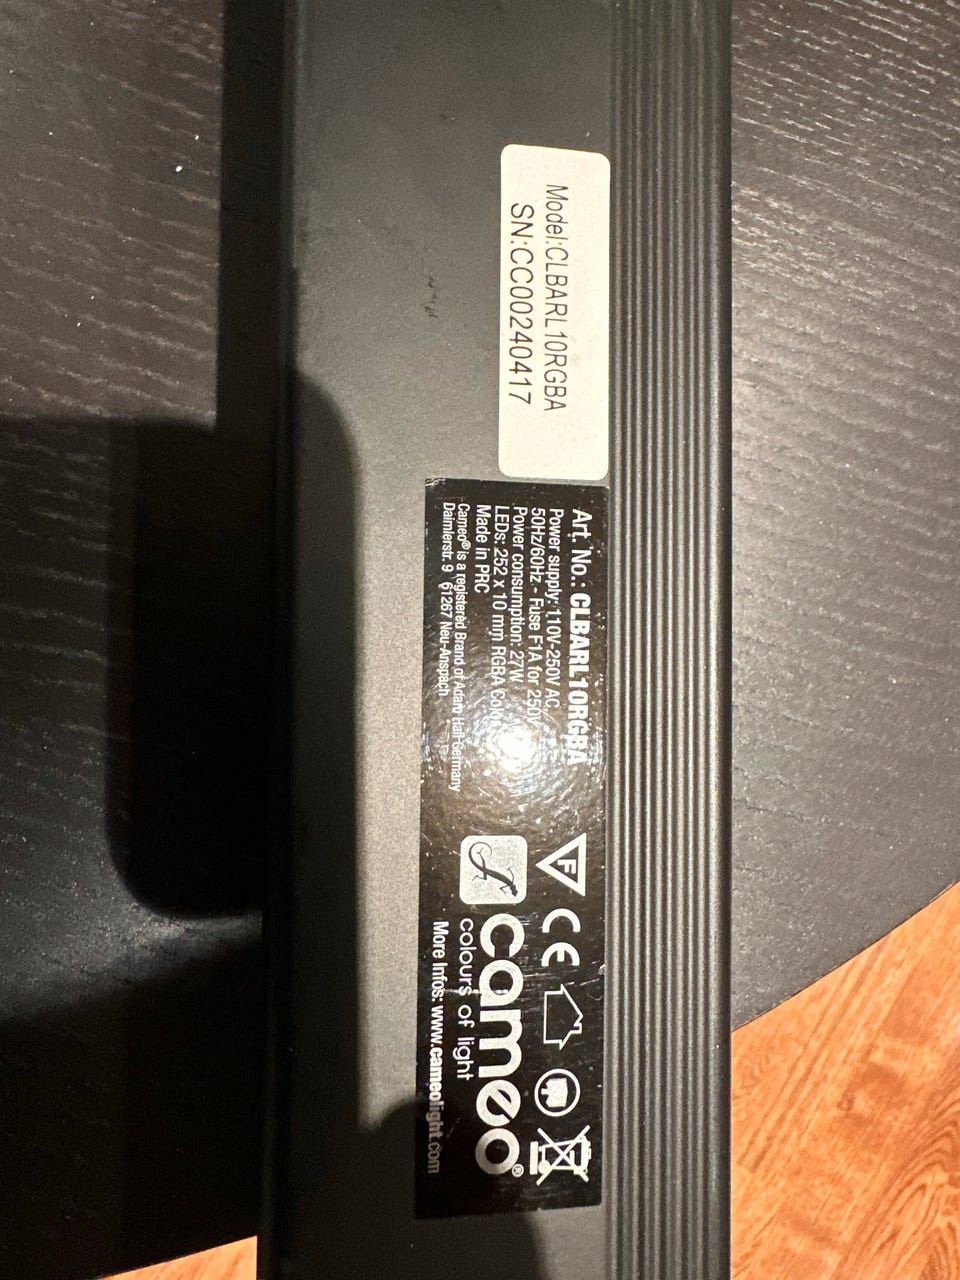 Model:CLBARL10RGBA
SN:CC00240417
Art. No.: CLBARL10RGBA
Power supply: 110V-250V AC,
50Hz/60Hz - Fuse F1A for 250V
Power consumption: 27W
LEDs: 252 x 10 mm RGBA
Made in PRC
Cameo® is a registered Brand of Adam Hall Germany
Daimlerstr. 9 61267 Neu-Anspach
F
CE
cameo®
colours of light
More Infos: www.cameolight.com